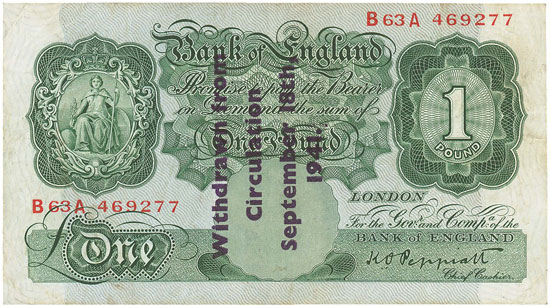 B63A 469277
Bank of England
Promise to pay the Bearer
on Demand the sum of
One Pound
1
POUND
LONDON
B63A 469277
For the Govr. and Compa. of the
BANK OF ENGLAND
£One
K O Peppiatt
Chief Cashier.
Withdrawn from
Circulation
September 18th,
1941.